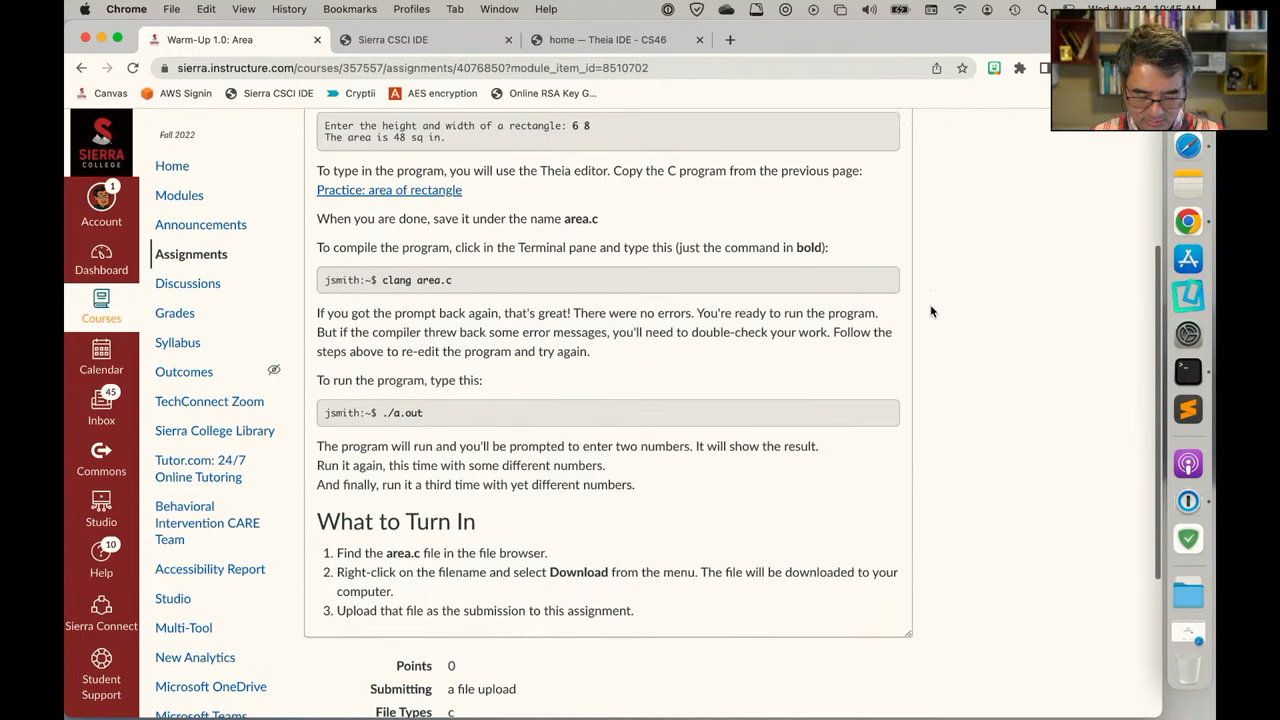 Chrome File Edit View History Bookmarks Profiles Tab Window Help
Wed Aug 24 10:45 AM
Warm-Up 1.0: Area
Sierra CSCI IDE
home — Theia IDE - CS46
sierra.instructure.com/courses/357557/assignments/4076850?module_item_id=8510702
Canvas
AWS Signin
Sierra CSCI IDE
Cryptii
AES encryption
Online RSA Key G...
SIERRA
COLLEGE
1
Account
Dashboard
Courses
Calendar
45
Inbox
Commons
Studio
10
Help
Sierra Connect
Student
Support
Fall 2022
Home
Modules
Announcements
Assignments
Discussions
Grades
Syllabus
Outcomes
TechConnect Zoom
Sierra College Library
Tutor.com: 24/7
Online Tutoring
Behavioral
Intervention CARE
Team
Accessibility Report
Studio
Multi-Tool
New Analytics
Microsoft OneDrive
Microsoft Teams
Enter the height and width of a rectangle: 6 8
The area is 48 sq in.
To type in the program, you will use the Theia editor. Copy the C program from the previous page:
Practice: area of rectangle
When you are done, save it under the name area.c
To compile the program, click in the Terminal pane and type this (just the command in bold):
jsmith:~$ clang area.c
If you got the prompt back again, that's great! There were no errors. You're ready to run the program.
But if the compiler threw back some error messages, you'll need to double-check your work. Follow the
steps above to re-edit the program and try again.
To run the program, type this:
jsmith:~$ ./a.out
The program will run and you'll be prompted to enter two numbers. It will show the result.
Run it again, this time with some different numbers.
And finally, run it a third time with yet different numbers.
What to Turn In
1. Find the area.c file in the file browser.
2. Right-click on the filename and select Download from the menu. The file will be downloaded to your
computer.
3. Upload that file as the submission to this assignment.
Points 0
Submitting a file upload
File Types c